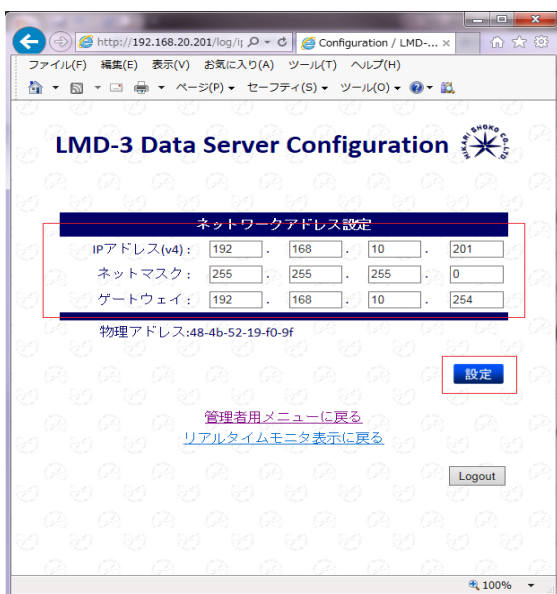 http://192.168.20.201/log/ij
Configuration / LMD-...
ファイル(F) 編集(E) 表示(V) お気に入り(A) ツール(T) ヘルプ(H)
ページ(P) セーフティ(S) ツール(O)
LMD-3 Data Server Configuration
HIKARI SHOKO CO.,LTD
ネットワークアドレス設定
IPアドレス(v4): 192 . 168 . 10 . 201
ネットマスク: 255 . 255 . 255 . 0
ゲートウェイ: 192 . 168 . 10 . 254
物理アドレス:48-4b-52-19-f0-9f
設定
管理者用メニューに戻る
リアルタイムモニタ表示に戻る
Logout
100%